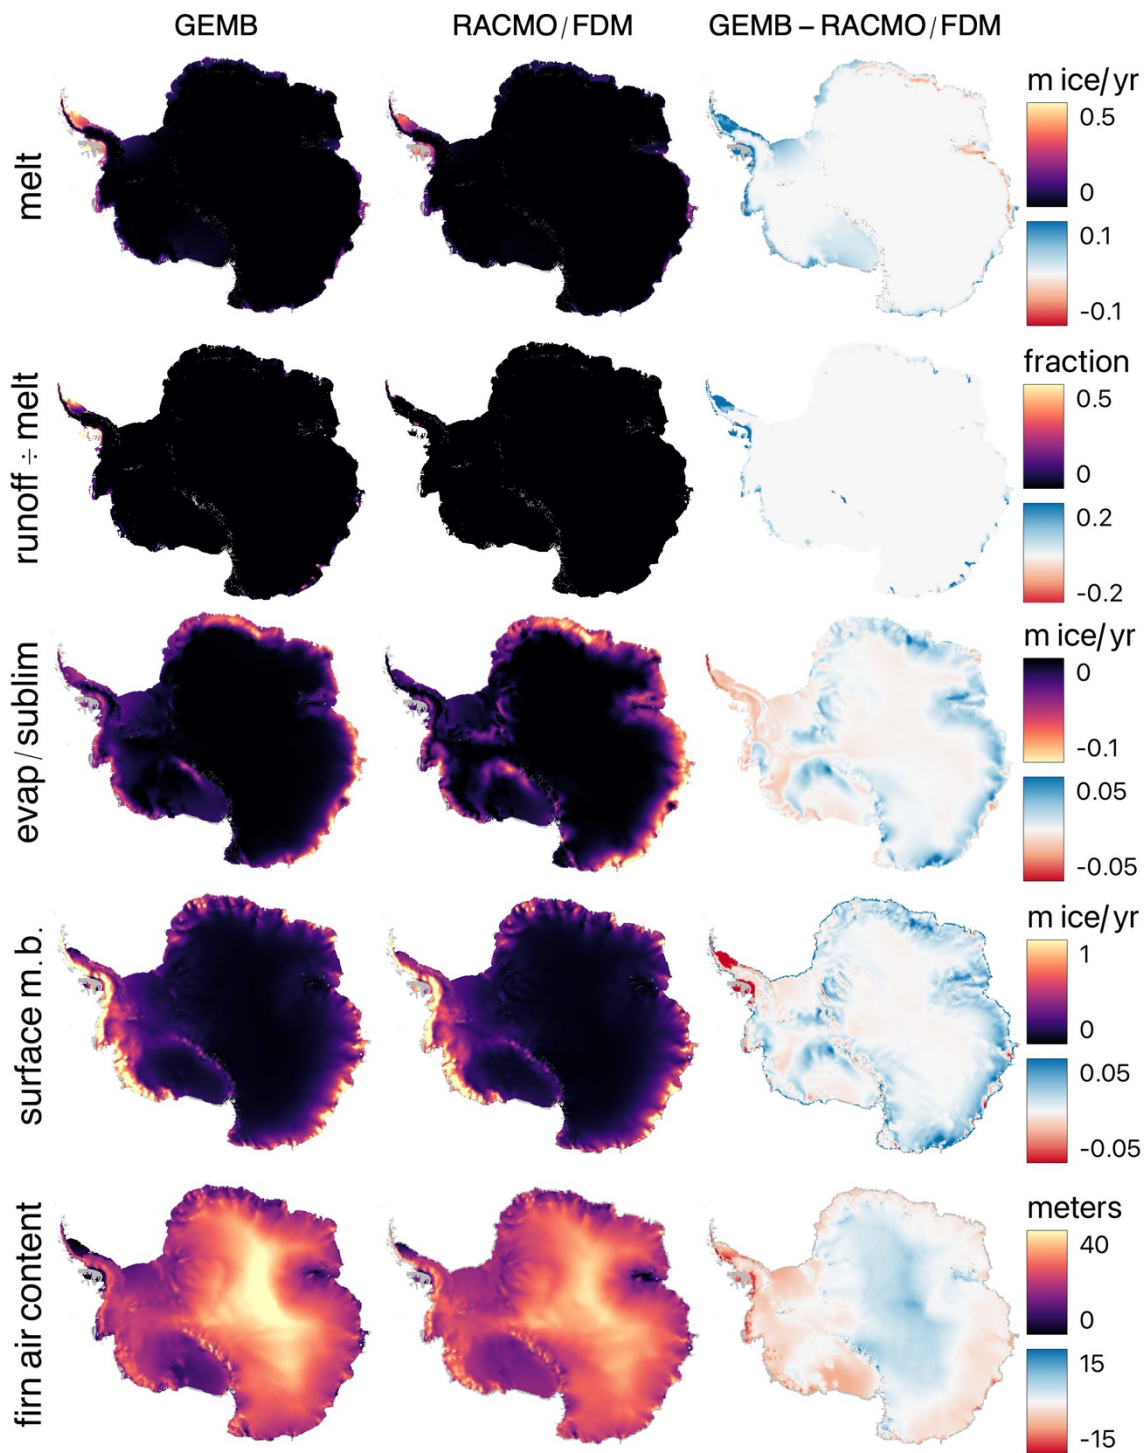 GEMB
RACMO / FDM
GEMB – RACMO / FDM
melt
m ice/ yr
0.5
0
0.1
-0.1
runoff ÷ melt
fraction
0.5
0
0.2
-0.2
evap / sublim
m ice/ yr
0
-0.1
0.05
-0.05
surface m.b.
m ice/ yr
1
0
0.05
-0.05
firn air content
meters
40
0
15
-15